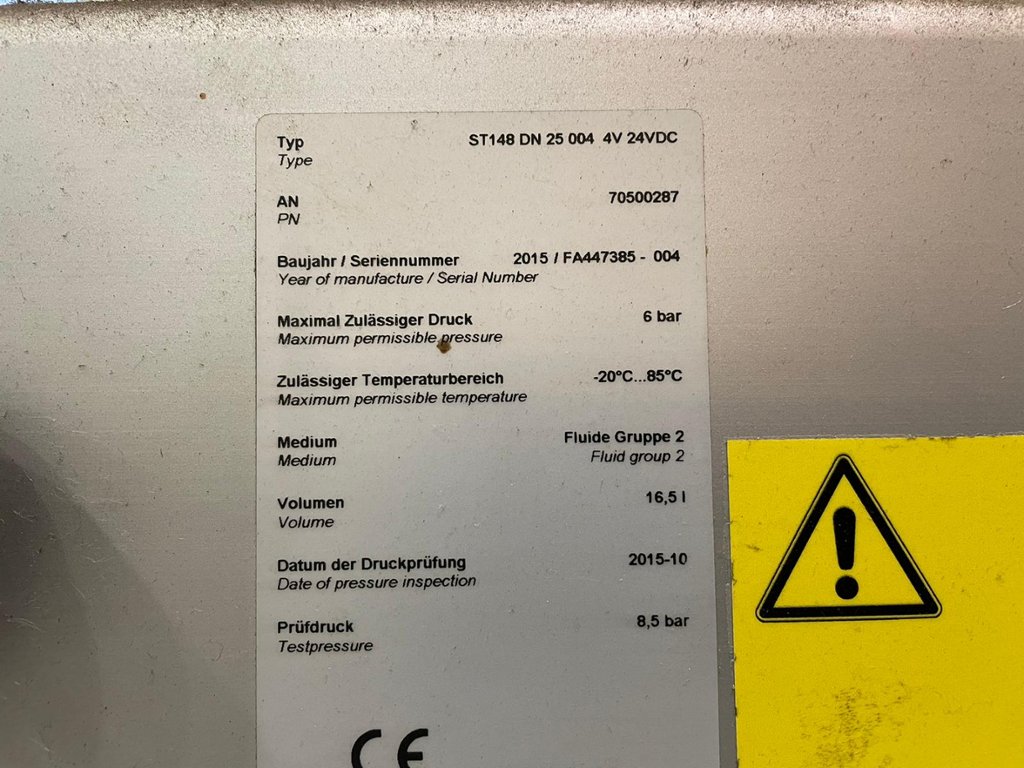 Typ ST148 DN 25 004 4V 24VDC
Type
AN 70500287
PN
Baujahr / Seriennummer 2015 / FA447385 - 004
Year of manufacture / Serial Number
Maximal Zulässiger Druck 6 bar
Maximum permissible pressure
Zulässiger Temperaturbereich -20°C...85°C
Maximum permissible temperature
Medium Fluide Gruppe 2
Medium Fluid group 2
Volumen 16,5 l
Volume
Datum der Druckprüfung 2015-10
Date of pressure inspection
Prüfdruck 8,5 bar
Testpressure
CE